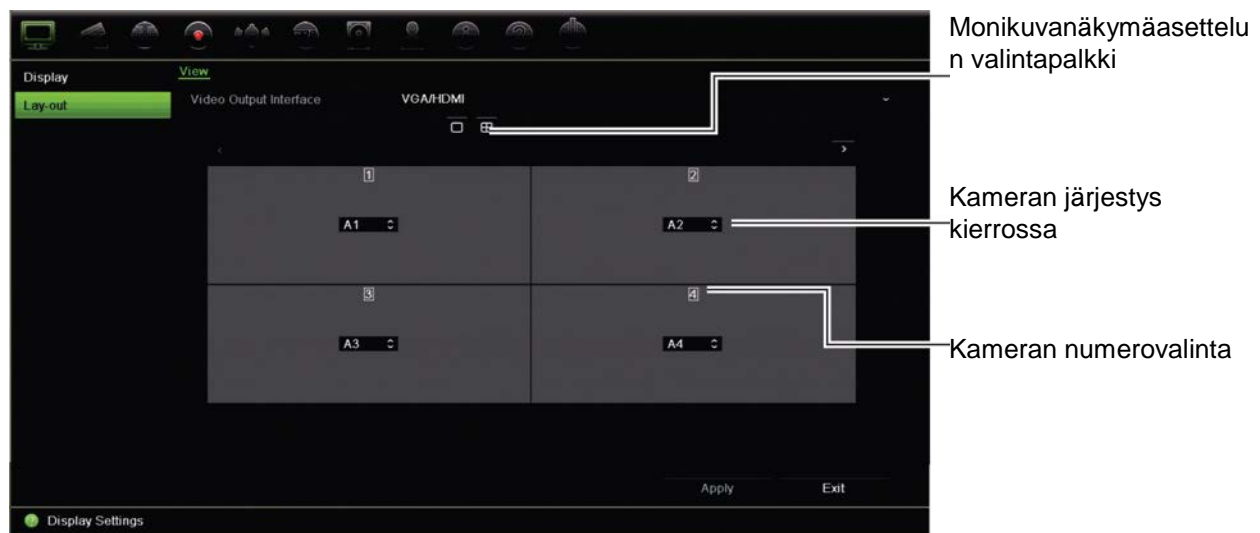 Monikuvanäkymäasettelu
n valintapalkki
Display
View
Lay-out
Video Output Interface VGA/HDMI
1 2
A1 A2
Kameran järjestys
kierrossa
3 4
A3 A4
Kameran numerovalinta
Apply Exit
Display Settings